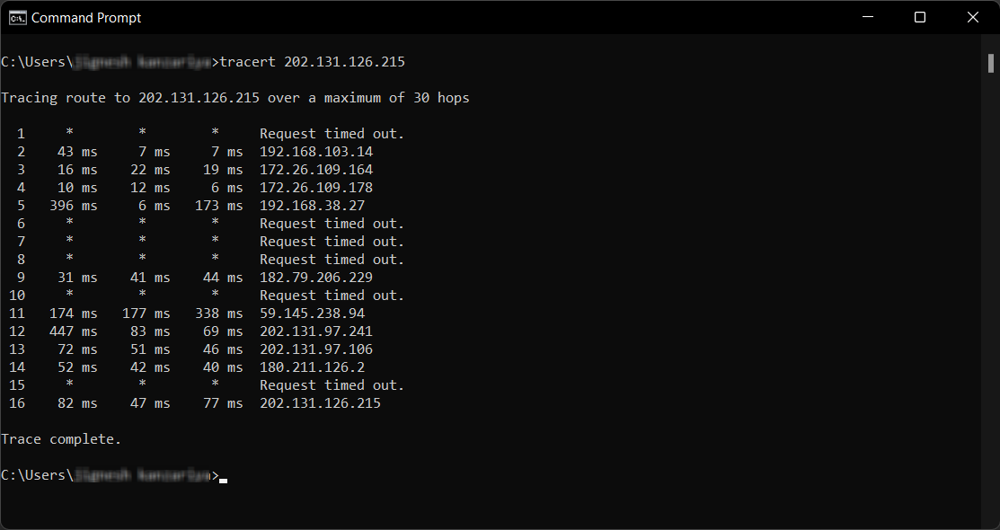 Command Prompt
C:\Users\>tracert 202.131.126.215
Tracing route to 202.131.126.215 over a maximum of 30 hops
1 * * * Request timed out.
2 43 ms 7 ms 7 ms 192.168.103.14
3 16 ms 22 ms 19 ms 172.26.109.164
4 10 ms 12 ms 6 ms 172.26.109.178
5 396 ms 6 ms 173 ms 192.168.38.27
6 * * * Request timed out.
7 * * * Request timed out.
8 * * * Request timed out.
9 31 ms 41 ms 44 ms 182.79.206.229
10 * * * Request timed out.
11 174 ms 177 ms 338 ms 59.145.238.94
12 447 ms 83 ms 69 ms 202.131.97.241
13 72 ms 51 ms 46 ms 202.131.97.106
14 52 ms 42 ms 40 ms 180.211.126.2
15 * * * Request timed out.
16 82 ms 47 ms 77 ms 202.131.126.215
Trace complete.
C:\Users\>